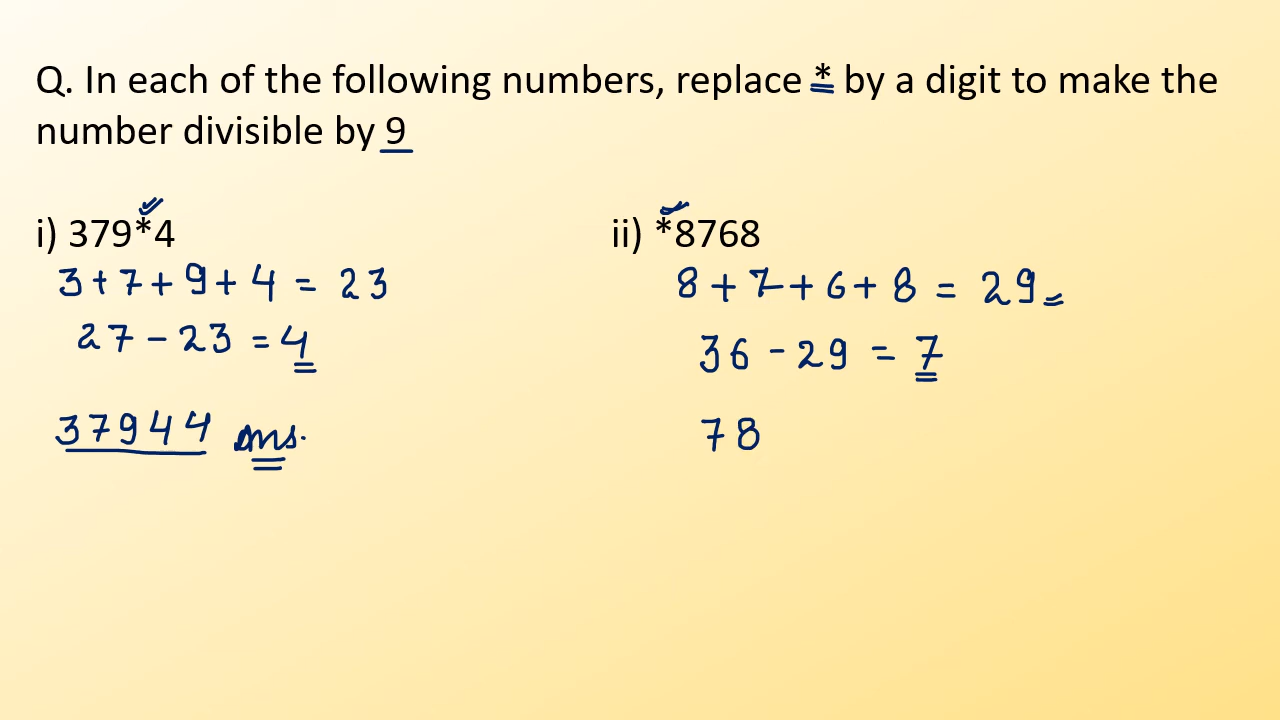 Q. In each of the following numbers, replace * by a digit to make the
number divisible by 9
i) 379*4
3 + 7 + 9 + 4 = 23
27 - 23 = 4
37944 ans.
ii) *8768
8 + 7 + 6 + 8 = 29
36 - 29 = 7
78